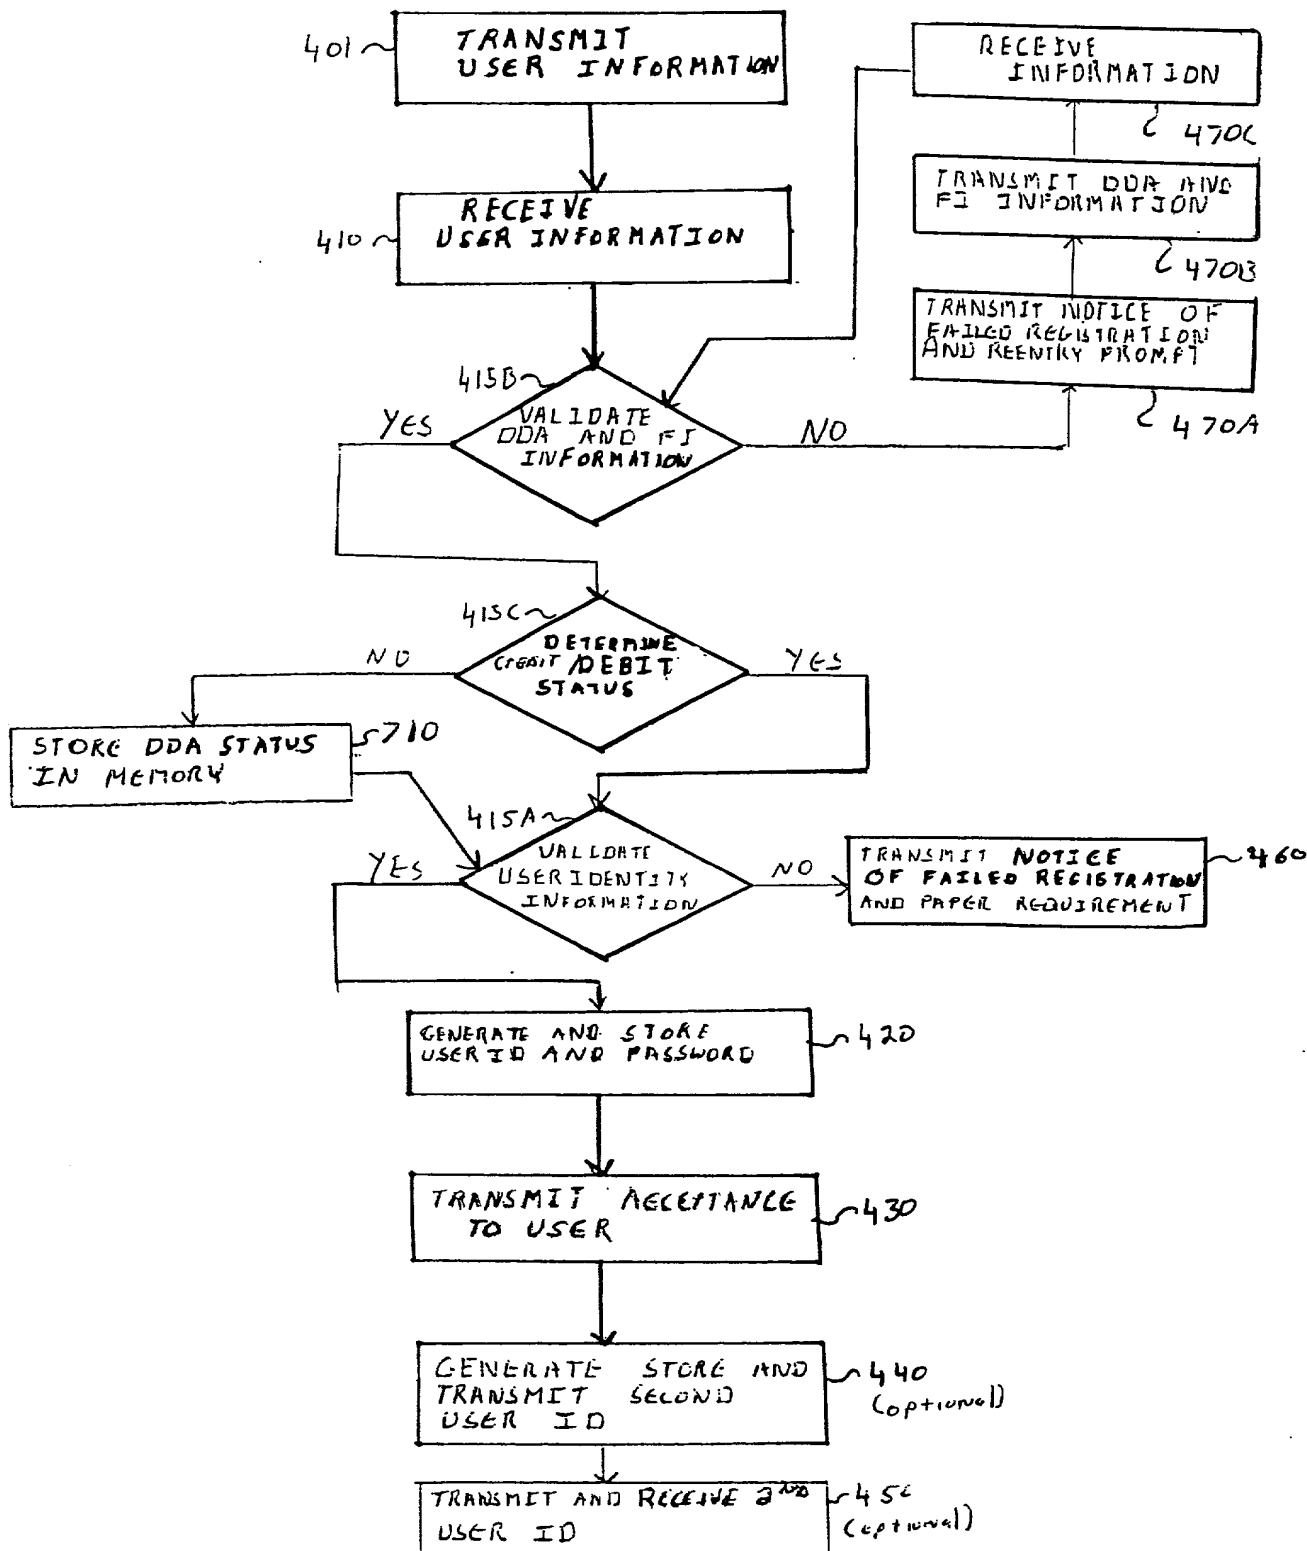 401
TRANSMIT
USER INFORMATION
RECEIVE
INFORMATION
470C
410
RECEIVE
USER INFORMATION
TRANSMIT DDA AND
FI INFORMATION
470B
TRANSMIT NOTICE OF
FAILED REGISTRATION
AND REENTRY PROMPT
470A
415B
YES
VALIDATE
DDA AND FI
INFORMATION
NO
415C
NO
DETERMINE
CREDIT/DEBIT
STATUS
YES
STORE DDA STATUS
IN MEMORY
710
415A
YES
VALIDATE
USER IDENTITY
INFORMATION
NO
TRANSMIT NOTICE
OF FAILED REGISTRATION
AND PAPER REQUIREMENT
460
GENERATE AND STORE
USER ID AND PASSWORD
420
TRANSMIT ACCEPTANCE
TO USER
430
GENERATE STORE AND
TRANSMIT SECOND
USER ID
440
(optional)
TRANSMIT AND RECEIVE 2ND
USER ID
(optional)